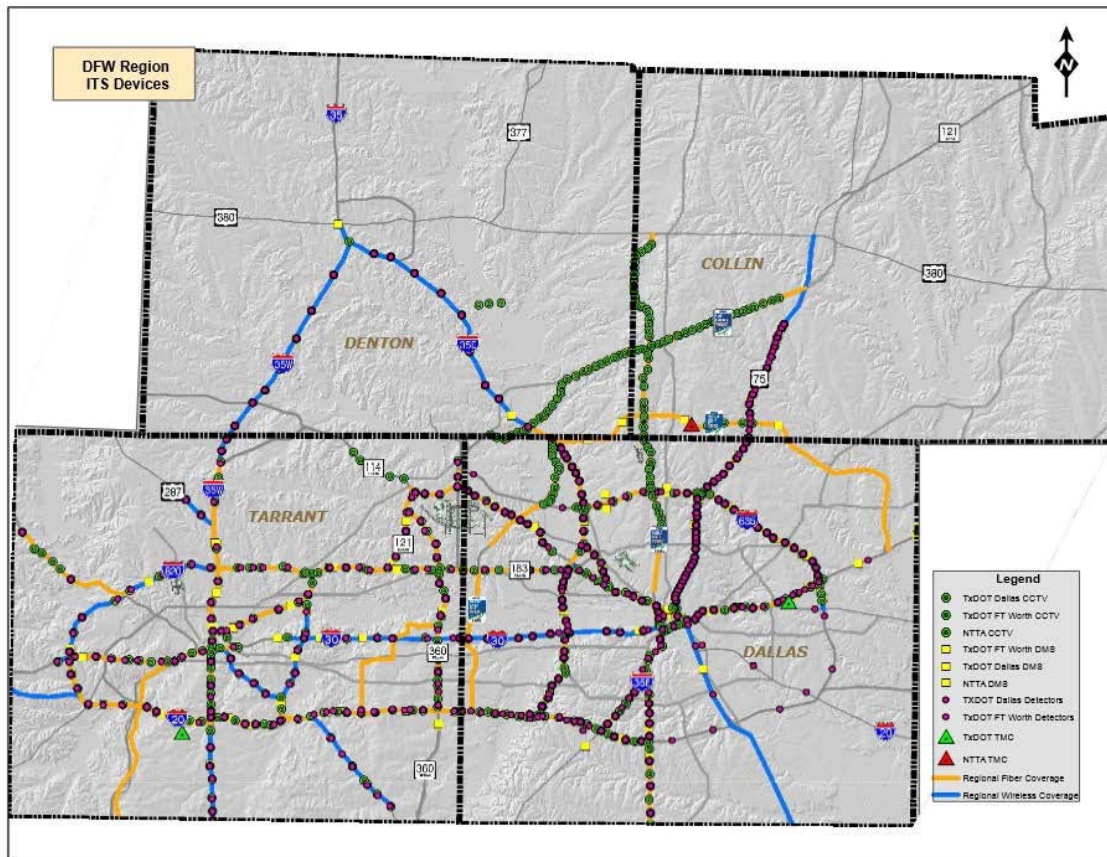 DFW Region
ITS Devices
N
35
377
121
380
COLLIN
380
DENTON
35E
35W
75
114
287
35W
TARRANT
635
121
820
183
30
30
DALLAS
360
35E
20
20
360
Legend
TxDOT Dallas CCTV
TxDOT FT Worth CCTV
NTTA CCTV
TxDOT FT Worth DMS
TxDOT Dallas DMS
NTTA DMS
TXDOT Dallas Detectors
TxDOT FT Worth Detectors
TxDOT TMC
NTTA TMC
Regional Fiber Coverage
Regional Wireless Coverage